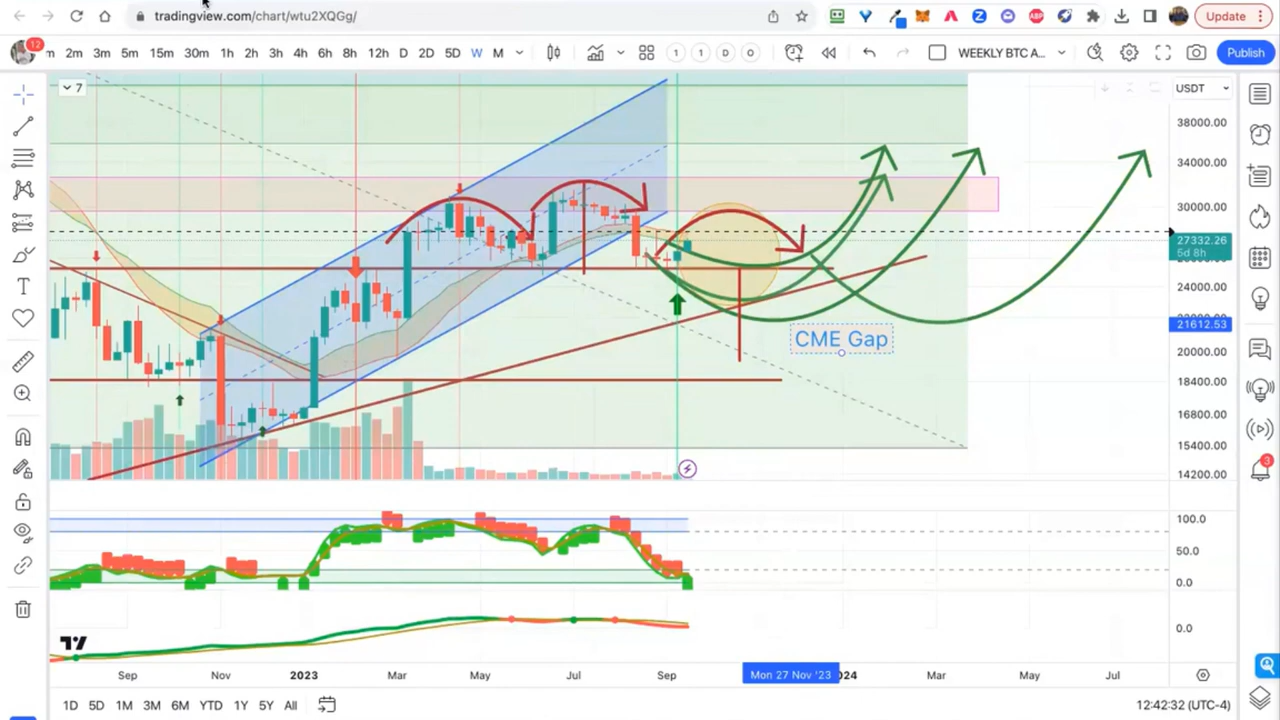 tradingview.com/chart/wtu2XQGg/
Update
12
2m 3m 5m 15m 30m 1h 2h 3h 4h 6h 8h 12h D 2D 5D W M
1 1 D O
WEEKLY BTC A...
Publish
7
USDT
38000.00
34000.00
30000.00
27332.26
5d 8h
24000.00
21612.53
20000.00
18400.00
16800.00
15400.00
14200.00
CME Gap
100.0
50.0
0.0
0.0
3
ABP
Sep Nov 2023 Mar May Jul Sep Mon 27 Nov '23 024 Mar May Jul
1D 5D 1M 3M 6M YTD 1Y 5Y All
12:42:32 (UTC-4)